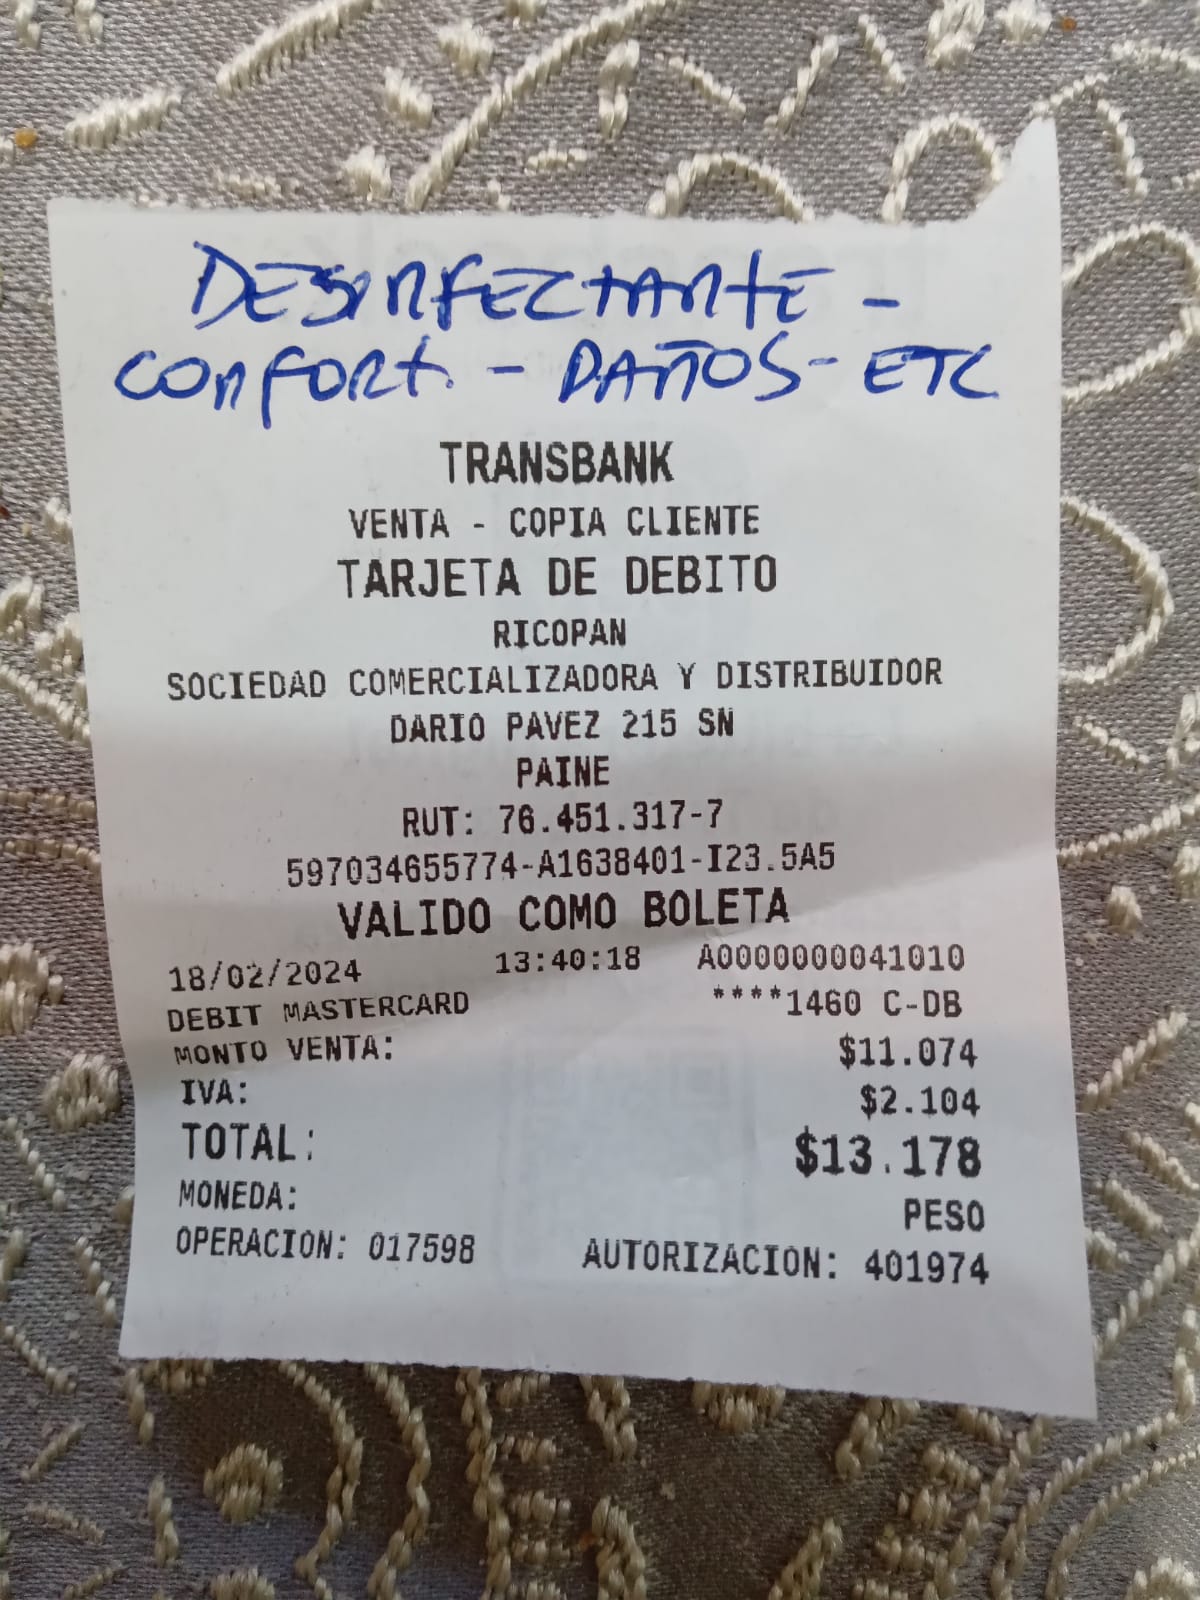 DESINFECTANTE -
CONFORT. - PAÑOS - ETC
TRANSBANK
VENTA - COPIA CLIENTE
TARJETA DE DEBITO
RICOPAN
SOCIEDAD COMERCIALIZADORA Y DISTRIBUIDOR
DARIO PAVEZ 215 SN
PAINE
RUT: 76.451.317-7
597034655774-A1638401-I23.5A5
VALIDO COMO BOLETA
18/02/2024 13:40:18 A0000000041010
DEBIT MASTERCARD ****1460 C-DB
MONTO VENTA: $11.074
IVA: $2.104
TOTAL: $13.178
MONEDA: PESO
OPERACION: 017598 AUTORIZACION: 401974